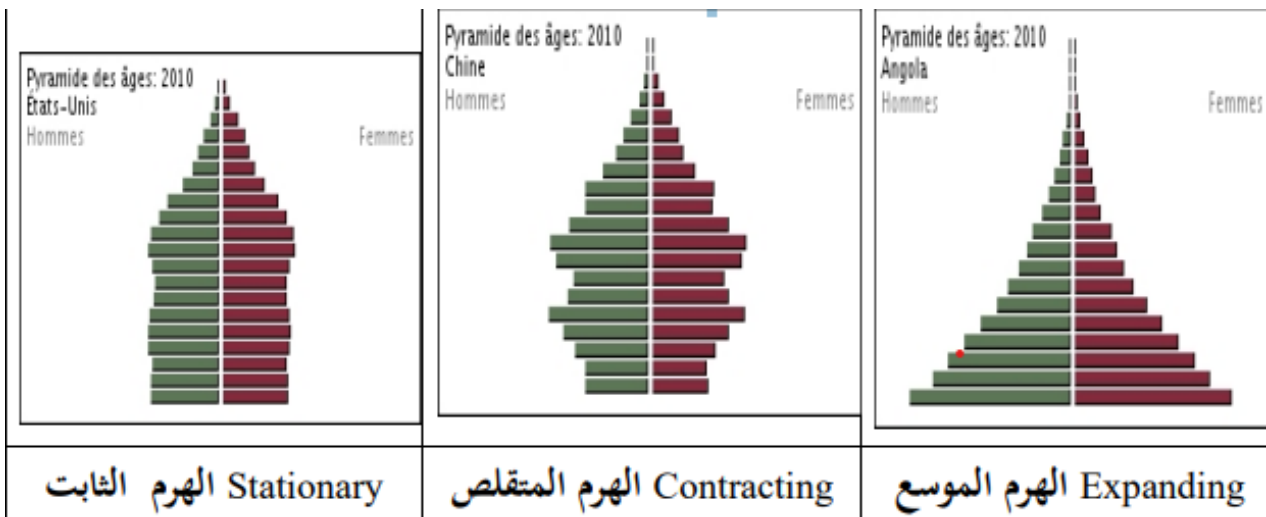 Pyramide des âges: 2010
États-Unis
Hommes
Femmes
Pyramide des âges: 2010
Chine
Hommes
Femmes
Pyramide des âges: 2010
Angola
Hommes
Femmes
الهرم الثابت Stationary
الهرم المتقلص Contracting
الهرم الموسع Expanding